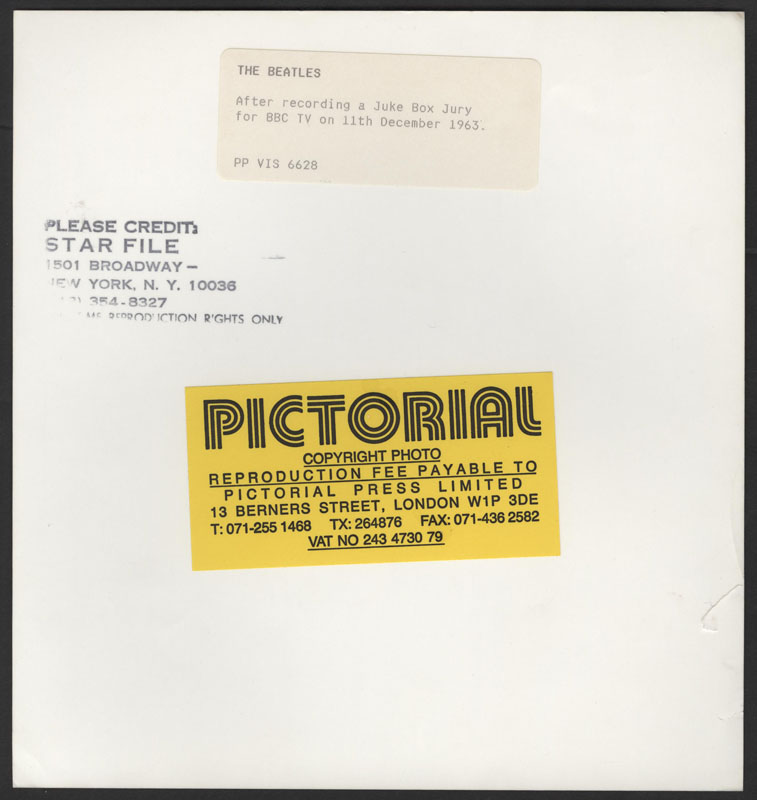 THE BEATLES
After recording a Juke Box Jury
for BBC TV on 11th December 1963.
PP VIS 6628
PLEASE CREDIT:
STAR FILE
1501 BROADWAY —
NEW YORK, N. Y. 10036
354-8327
REPRODUCTION RIGHTS ONLY
PICTORIAL
COPYRIGHT PHOTO
REPRODUCTION FEE PAYABLE TO
PICTORIAL PRESS LIMITED
13 BERNERS STREET, LONDON W1P 3DE
T: 071-255 1468 TX: 264876 FAX: 071-436 2582
VAT NO 243 4730 79